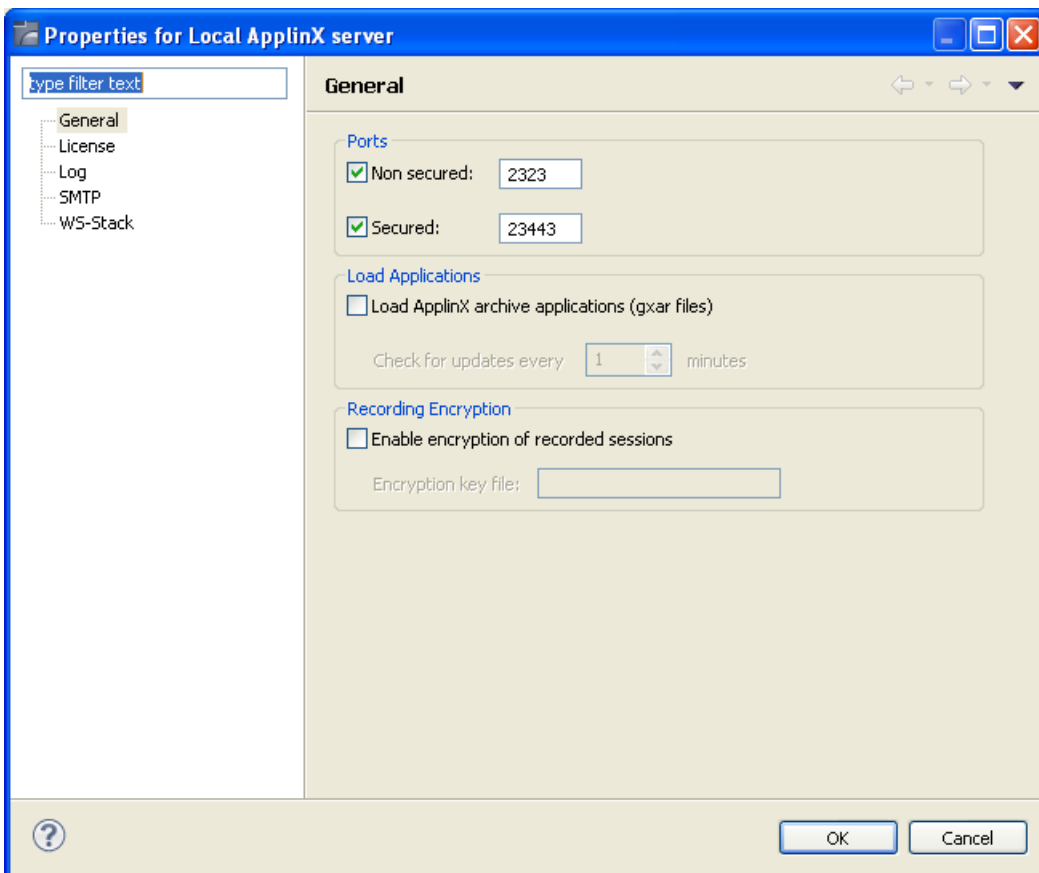 Properties for Local ApplinX server
type filter text
General
License
Log
SMTP
WS-Stack
General
Ports
Non secured: 2323
Secured: 23443
Load Applications
Load ApplinX archive applications (gxar files)
Check for updates every 1 minutes
Recording Encryption
Enable encryption of recorded sessions
Encryption key file:
?
OK Cancel